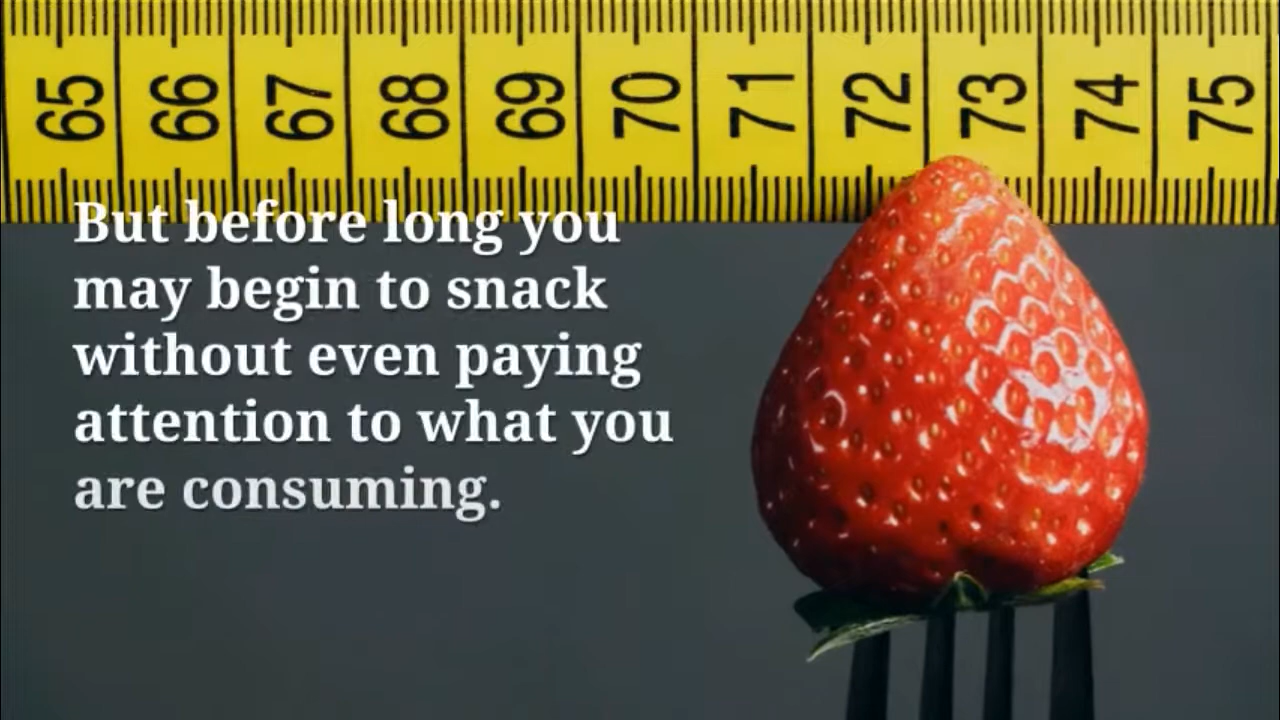 65 66 67 68 69 70 71 72 73 74 75
But before long you
may begin to snack
without even paying
attention to what you
are consuming.